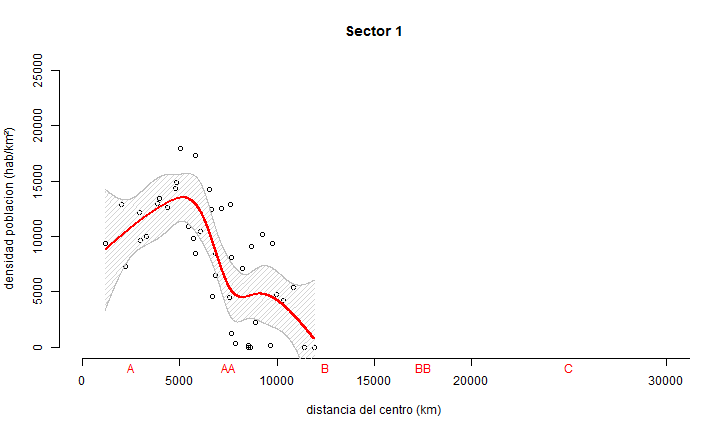 Sector 1
densidad poblacion (hab/km²)
25000
20000
15000
10000
5000
0
A AA B BB C
0 5000 10000 15000 20000 30000
distancia del centro (km)